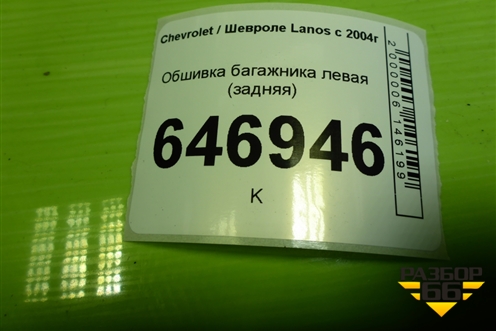 Chevrolet / Шевроле Lanos с 2004г
Обшивка багажника левая
(задняя)
646946
К
2000006146199
РАЗБОР
66